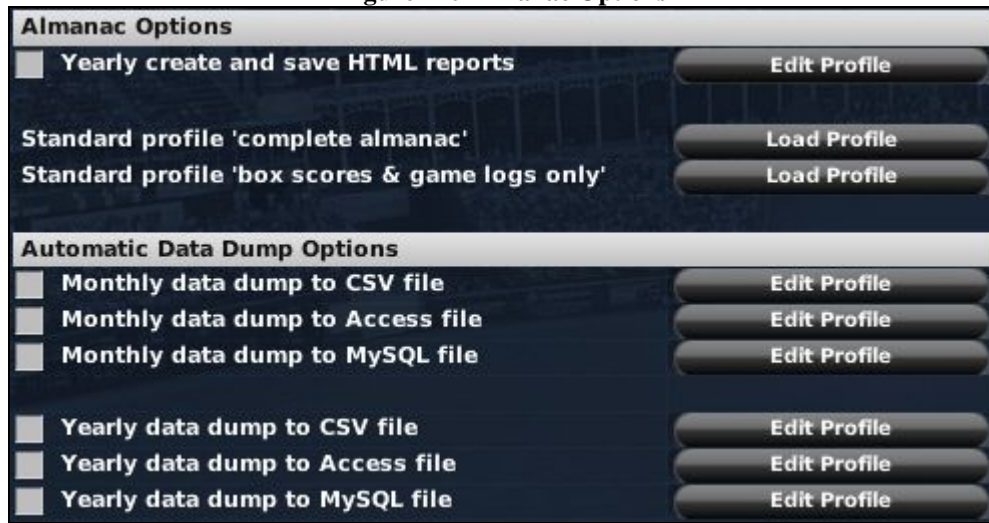 Almanac Options
Yearly create and save HTML reports Edit Profile
Standard profile 'complete almanac' Load Profile
Standard profile 'box scores & game logs only' Load Profile
Automatic Data Dump Options
Monthly data dump to CSV file Edit Profile
Monthly data dump to Access file Edit Profile
Monthly data dump to MySQL file Edit Profile
Yearly data dump to CSV file Edit Profile
Yearly data dump to Access file Edit Profile
Yearly data dump to MySQL file Edit Profile